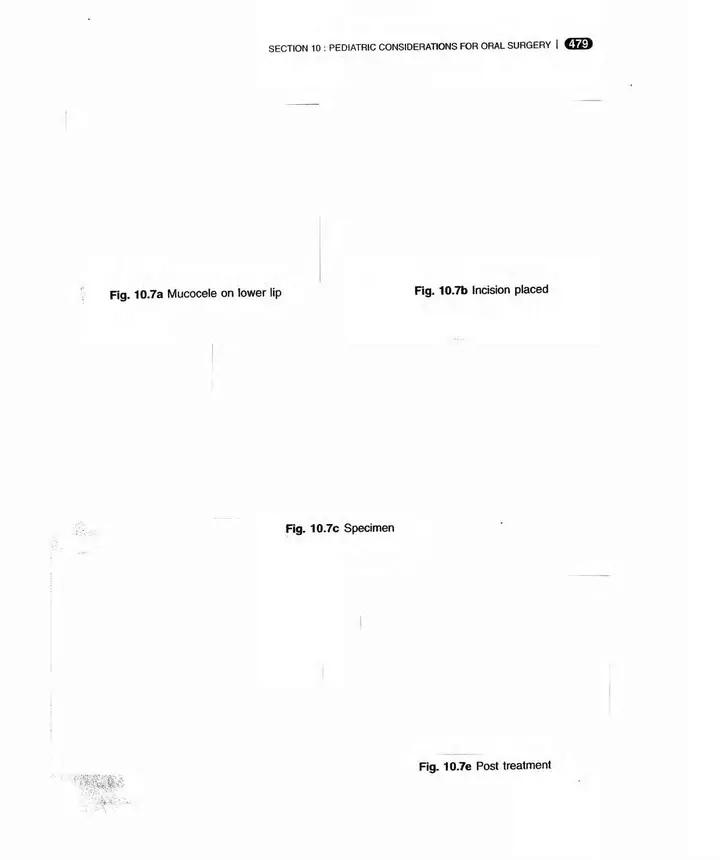 SECTION 10 : PEDIATRIC CONSIDERATIONS FOR ORAL SURGERY | 479
Fig. 10.7a Mucocele on lower lip
Fig. 10.7b Incision placed
Fig. 10.7c Specimen
Fig. 10.7e Post treatment